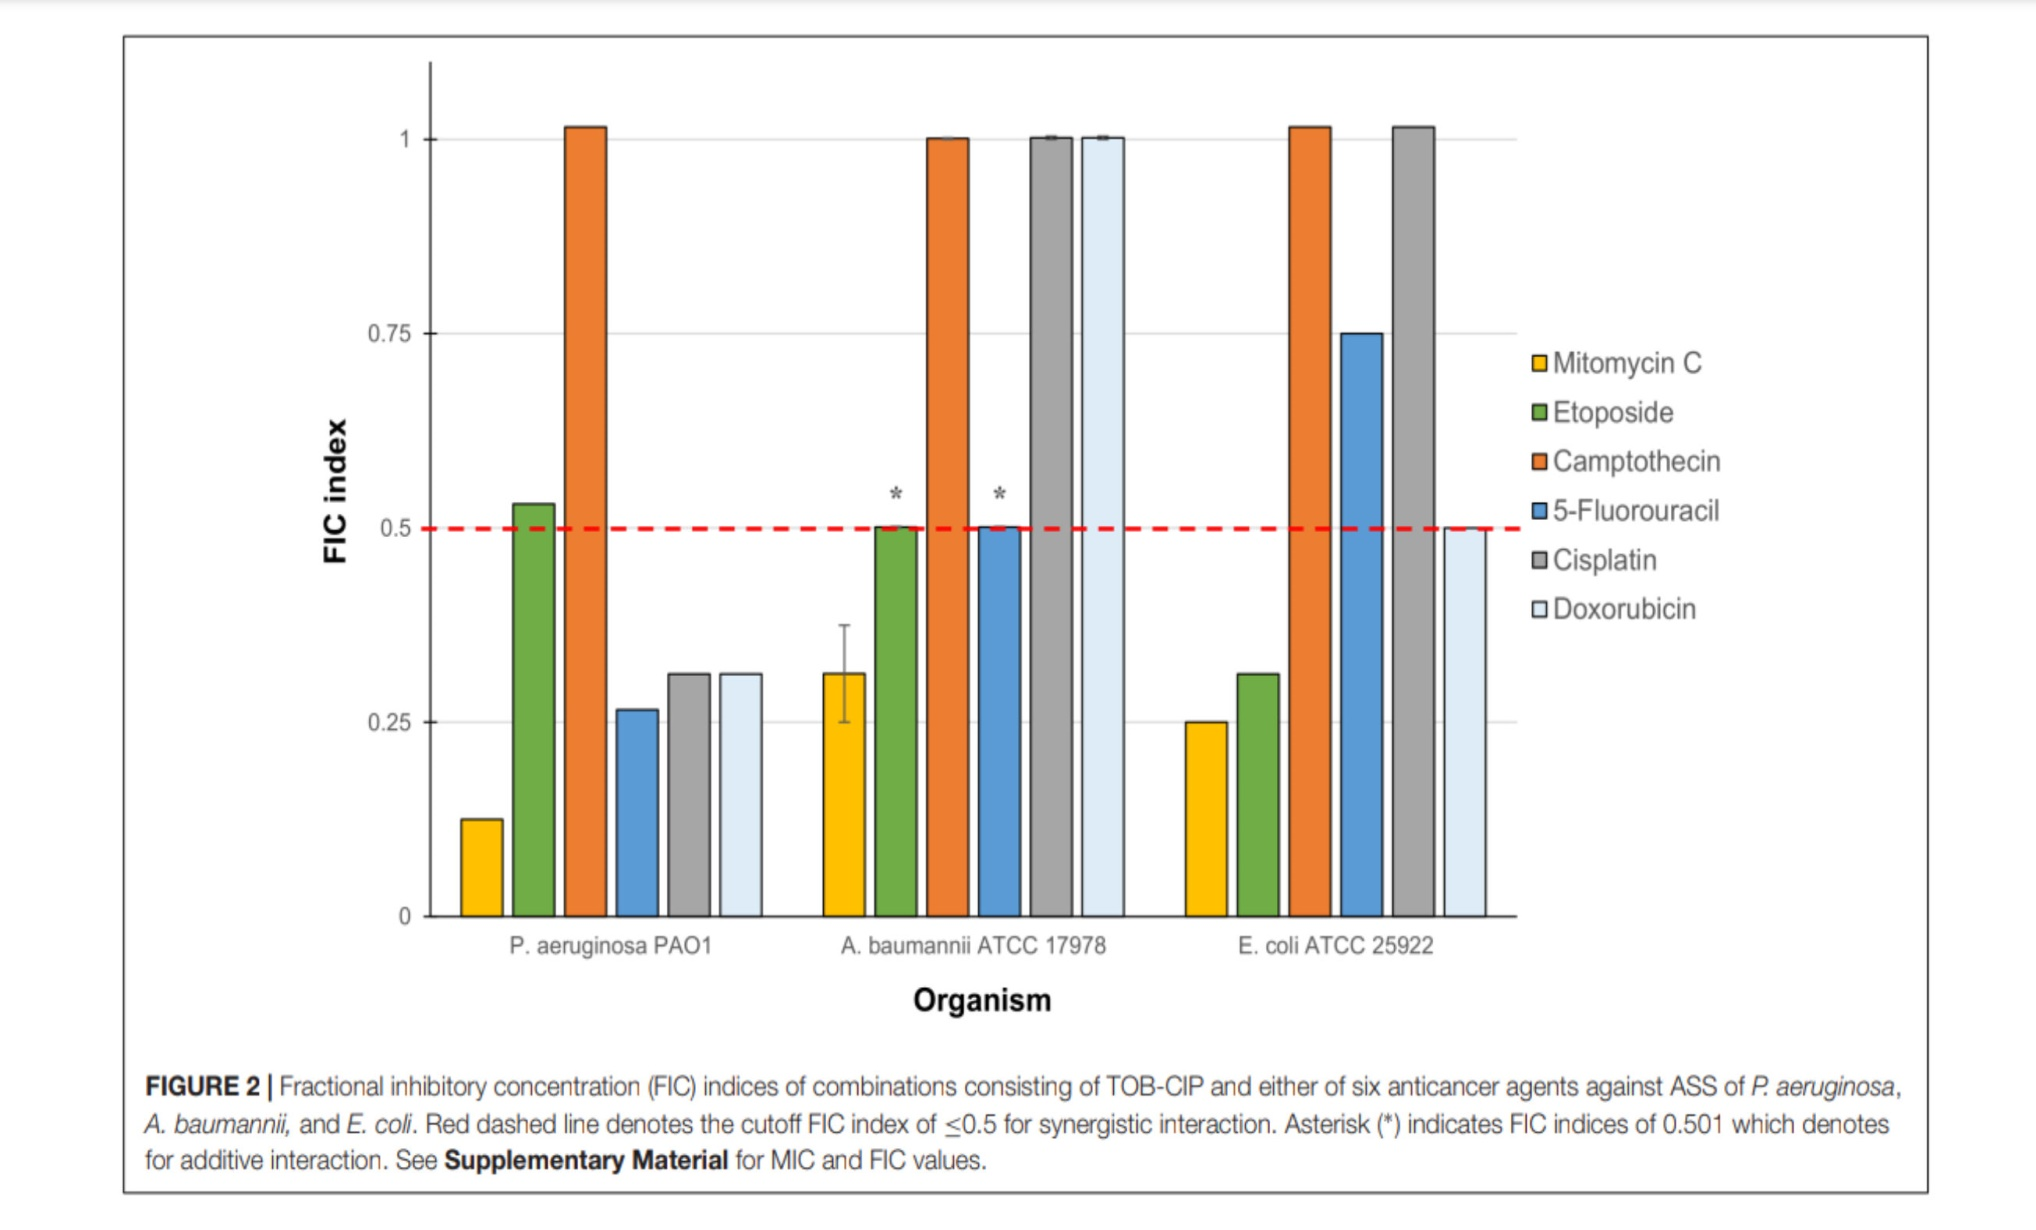 1
0.75
0.5
0.25
0
FIC index
*
*
P. aeruginosa PAO1
A. baumannii ATCC 17978
E. coli ATCC 25922
Organism
Mitomycin C
Etoposide
Camptothecin
5-Fluorouracil
Cisplatin
Doxorubicin
FIGURE 2 | Fractional inhibitory concentration (FIC) indices of combinations consisting of TOB-CIP and either of six anticancer agents against ASS of P. aeruginosa,
A. baumannii, and E. coli. Red dashed line denotes the cutoff FIC index of ≤0.5 for synergistic interaction. Asterisk (*) indicates FIC indices of 0.501 which denotes
for additive interaction. See Supplementary Material for MIC and FIC values.